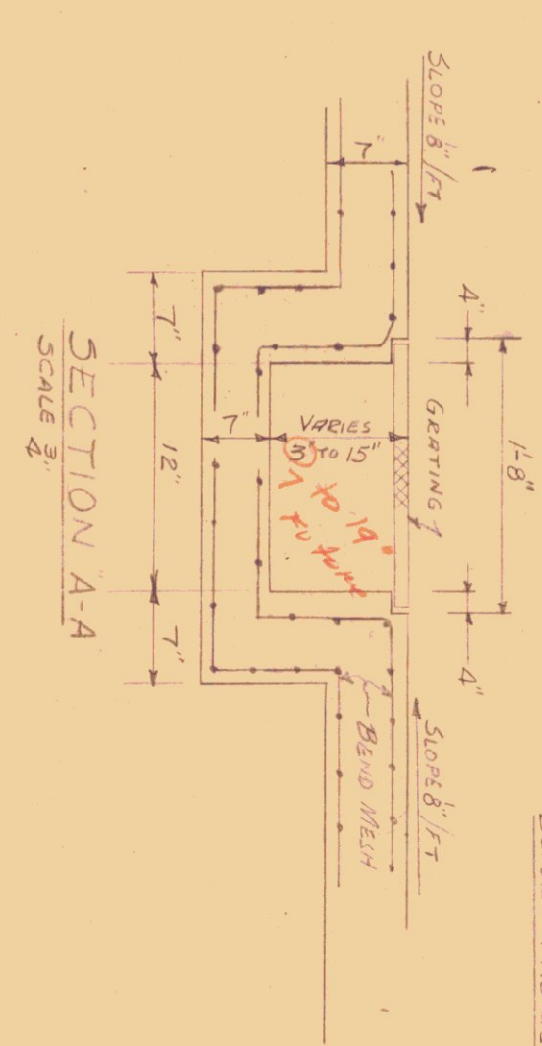 SLOPE 1/8"/FT
7"
4"
GRATING
1'-8"
4"
SLOPE 1/8"/FT
7"
VARIES
3" TO 15"
to 19"
future
7"
12"
7"
BEND MESH
SECTION "A-A"
SCALE 3/4"